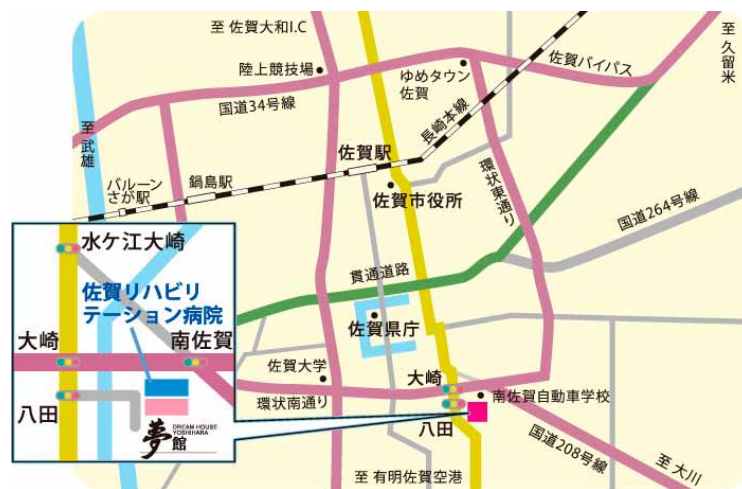 至 佐賀大和I.C
陸上競技場
ゆめタウン
佐賀
佐賀バイパス
至 久留米
国道34号線
至 武雄
長崎本線
佐賀駅
バルーン
さが駅
鍋島駅
佐賀市役所
環状東通り
国道264号線
貫通道路
佐賀県庁
佐賀大学
環状南通り
大崎
八田
南佐賀自動車学校
国道208号線
至 大川
至 有明佐賀空港
水ケ江大崎
佐賀リハビリ
テーション病院
大崎
南佐賀
八田
DREAM HOUSE
YOSHIHARA
夢館